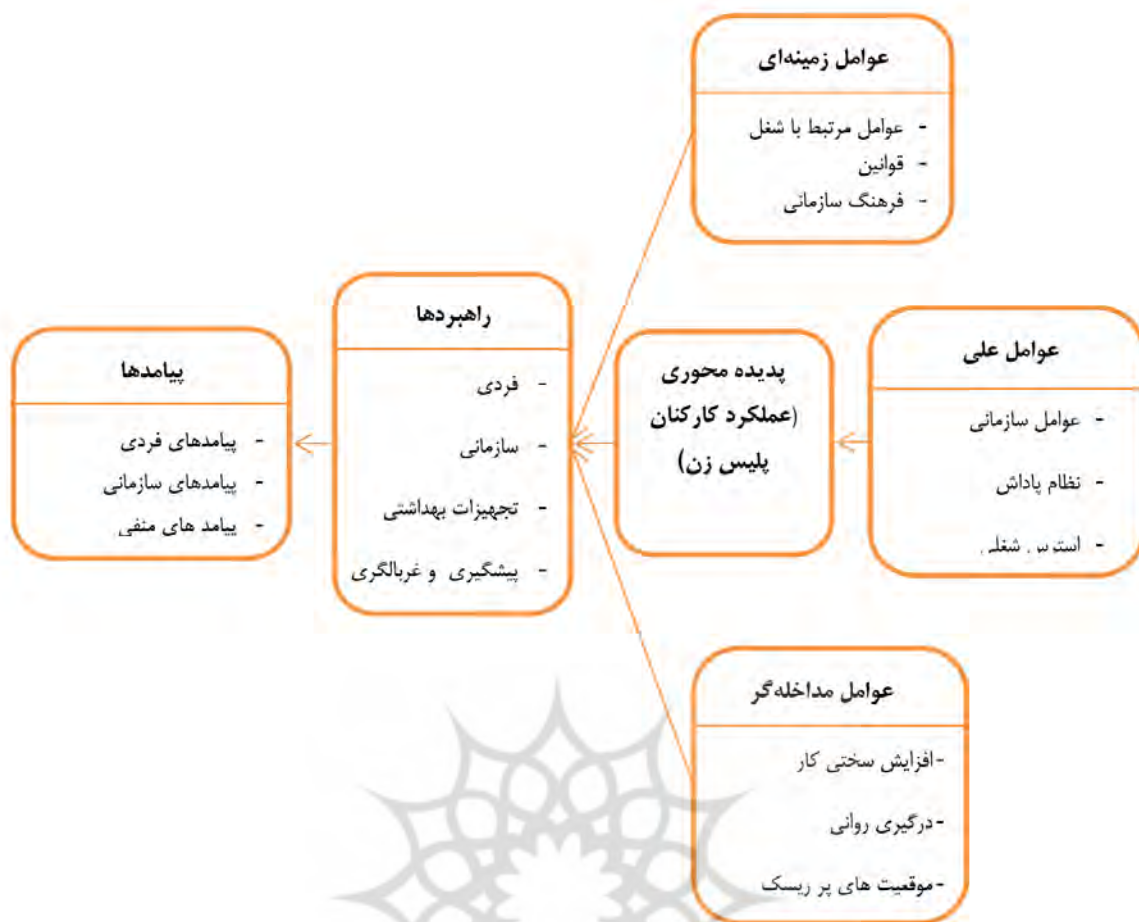 عوامل زمینه‌ای
- عوامل مرتبط با شغل
- قوانین
- فرهنگ سازمانی
عوامل علی
- عوامل سازمانی
- نظام پاداش
- استرس شغلی
پدیده محوری
(عملکرد کارکنان
پلیس زن)
راهبردها
- فردی
- سازمانی
- تجهیزات بهداشتی
- پیشگیری و غربالگری
پیامدها
- پیامدهای فردی
- پیامدهای سازمانی
- پیامد های منفی
عوامل مداخله‌گر
-افزایش سختی کار
-درگیری روانی
-موقعیت های پر ریسک